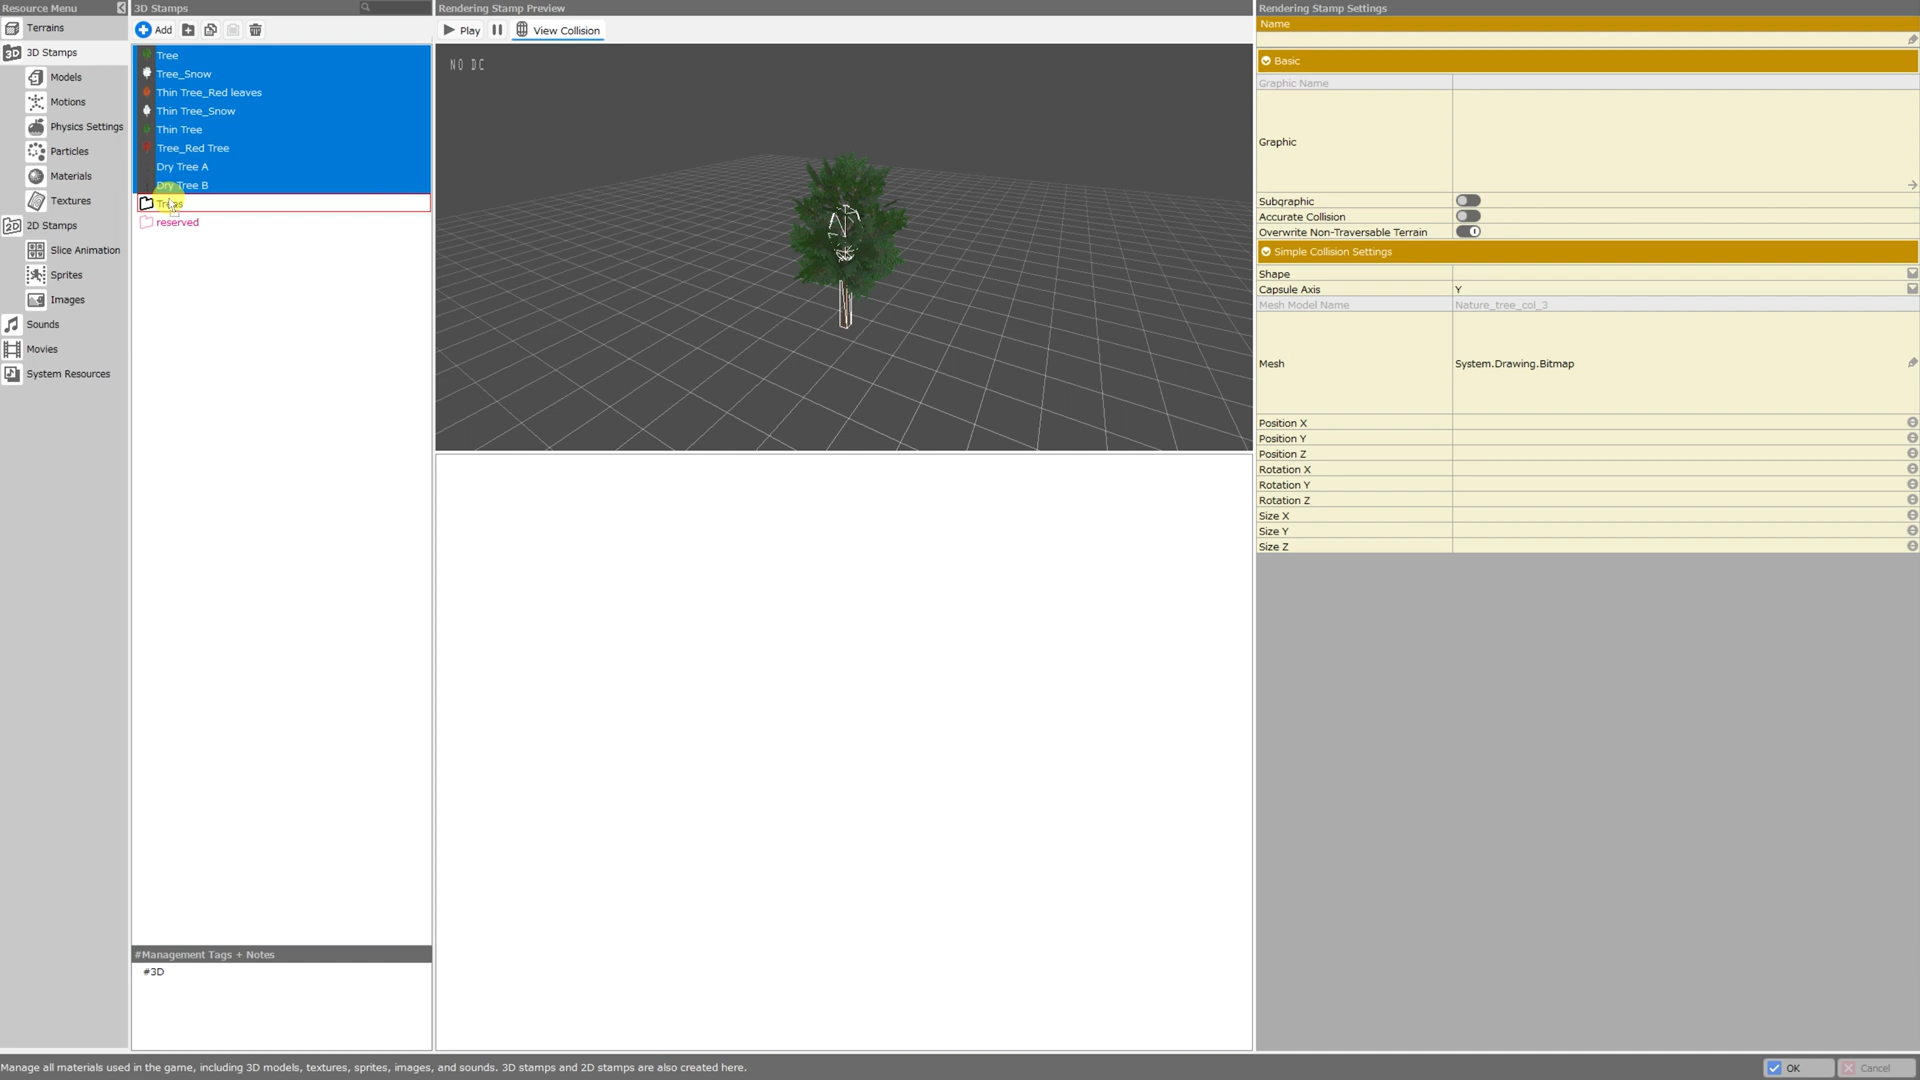 Resource Menu
Terrains
3D Stamps
Models
Motions
Physics Settings
Particles
Materials
Textures
2D Stamps
Slice Animation
Sprites
Images
Sounds
Movies
System Resources
3D Stamps
Add
Tree
Tree_Snow
Thin Tree_Red leaves
Thin Tree_Snow
Thin Tree
Tree_Red Tree
Dry Tree A
Dry Tree B
Trees
reserved
#Management Tags + Notes
#3D
Rendering Stamp Preview
Play
View Collision
NO DC
Rendering Stamp Settings
Name
Basic
Graphic Name
Graphic
Subgraphic
Accurate Collision
Overwrite Non-Traversable Terrain
Simple Collision Settings
Shape
Capsule Axis Y
Mesh Model Name Nature_tree_col_3
Mesh System.Drawing.Bitmap
Position X
Position Y
Position Z
Rotation X
Rotation Y
Rotation Z
Size X
Size Y
Size Z
Manage all materials used in the game, including 3D models, textures, sprites, images, and sounds. 3D stamps and 2D stamps are also created here.
OK
Cancel